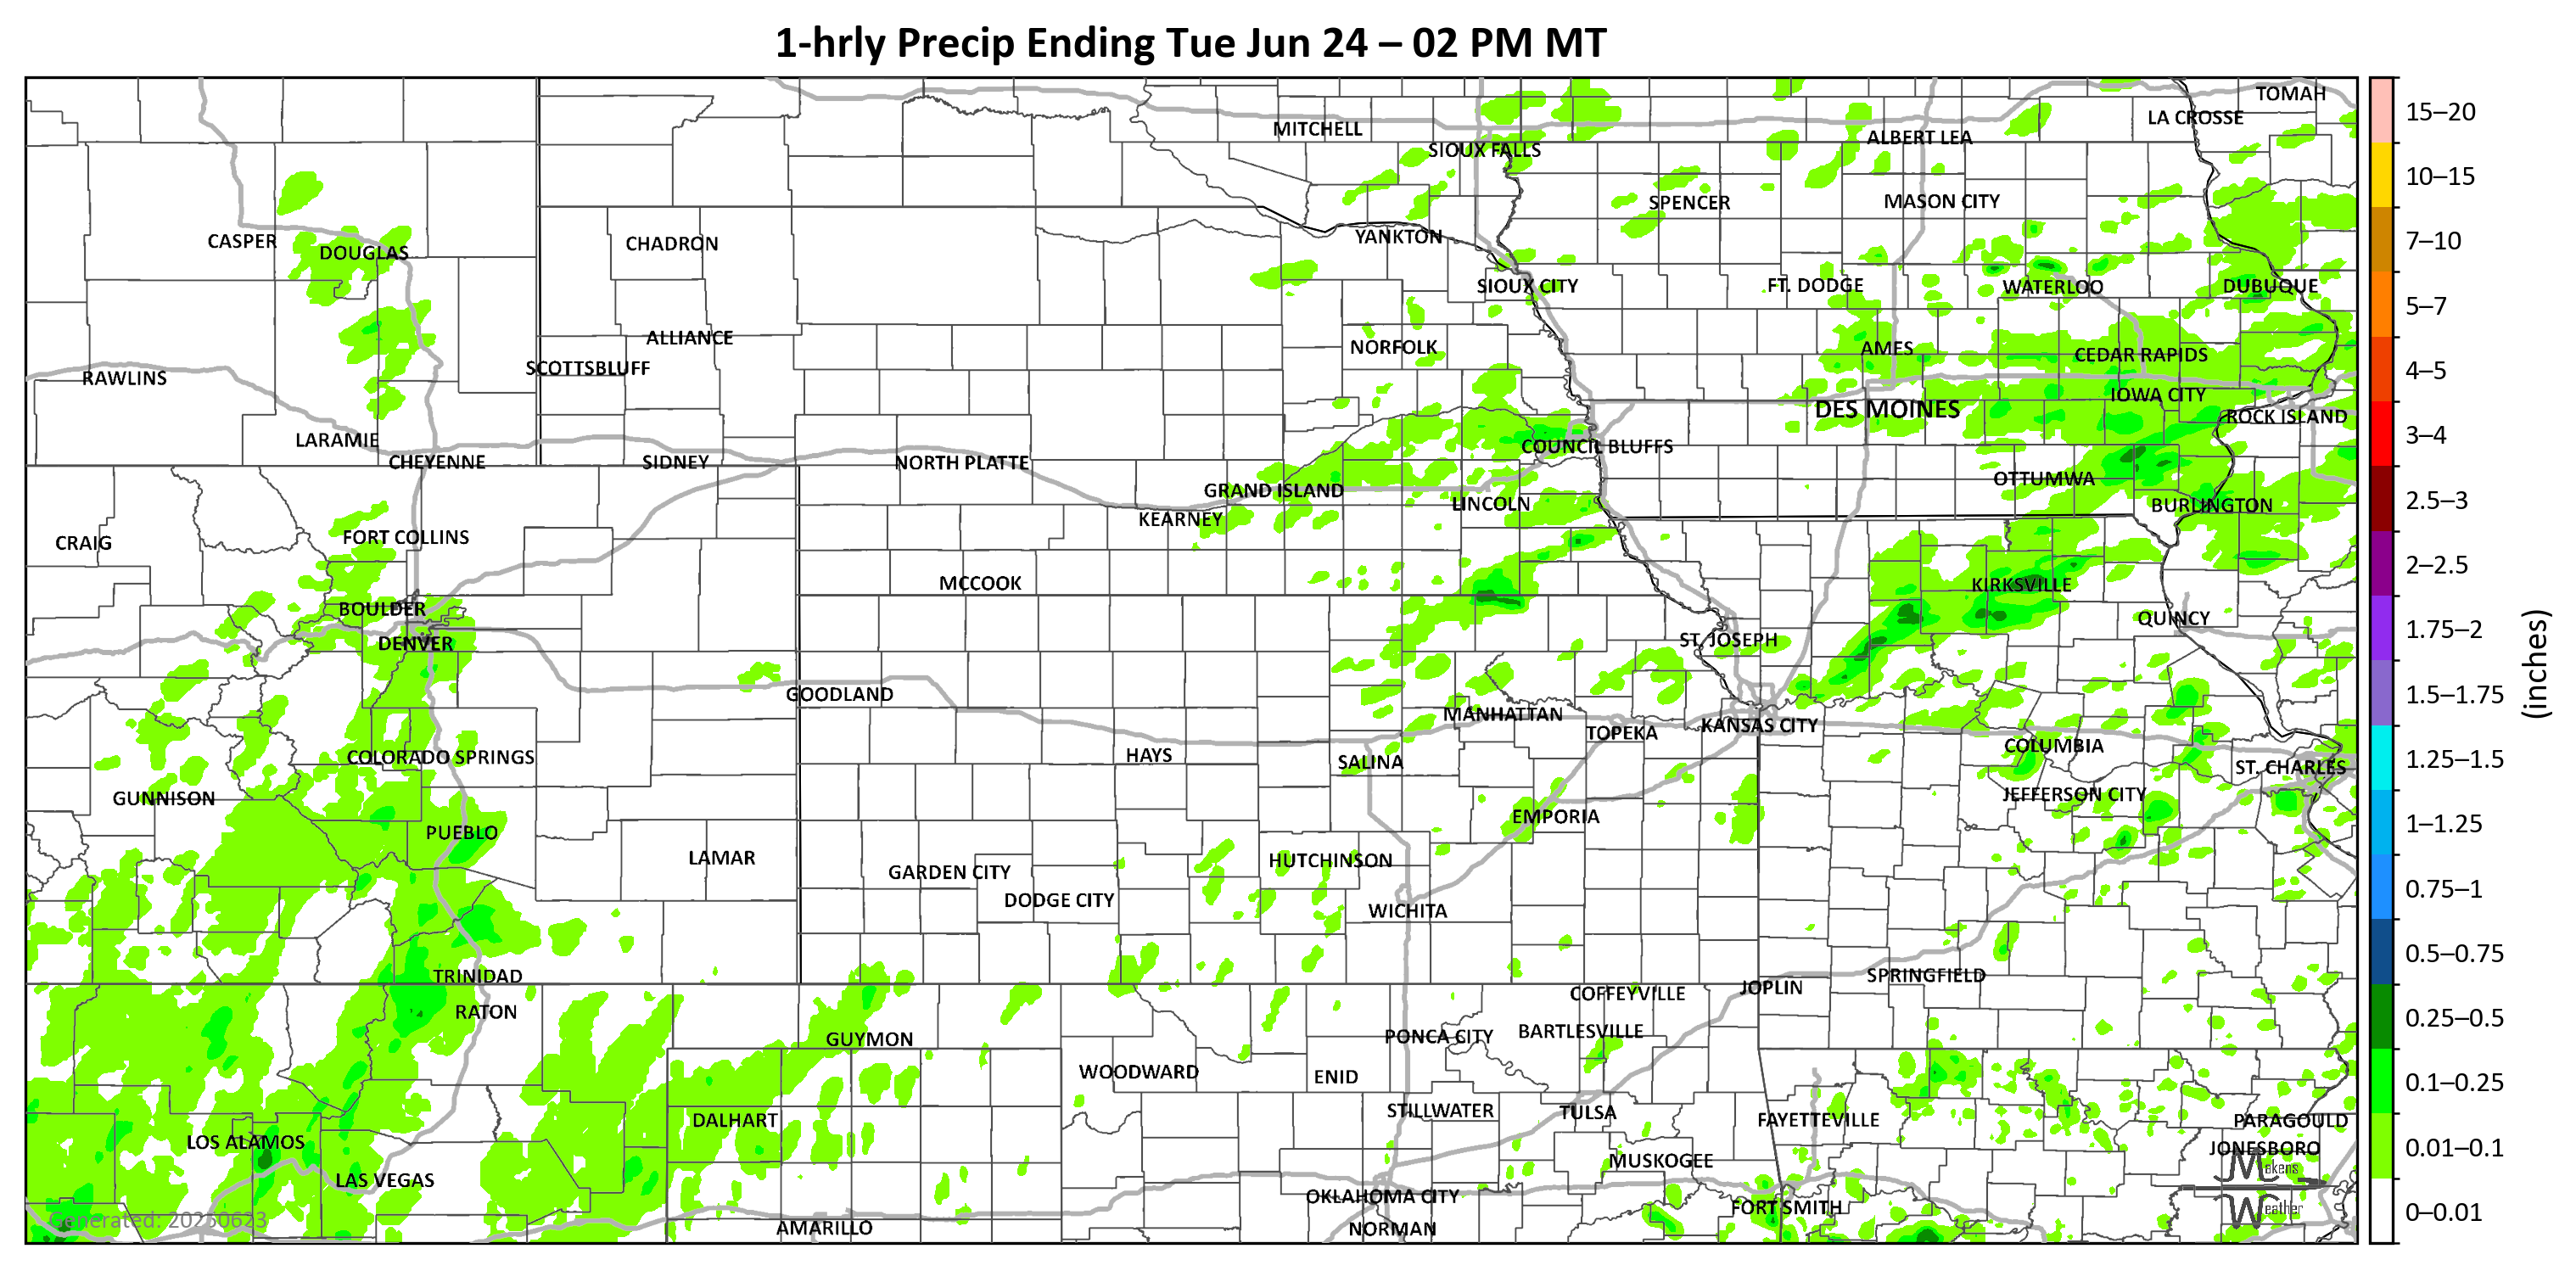 1-hrly Precip Ending Tue Jun 24 – 02 PM MT
TOMAH
LA CROSSE
MITCHELL
ALBERT LEA
SIOUX FALLS
SPENCER
MASON CITY
CASPER
DOUGLAS
CHADRON
YANKTON
SIOUX CITY
FT. DODGE
WATERLOO
DUBUQUE
ALLIANCE
NORFOLK
AMES
CEDAR RAPIDS
SCOTTSBLUFF
RAWLINS
IOWA CITY
DES MOINES
ROCK ISLAND
LARAMIE
COUNCIL BLUFFS
CHEYENNE
SIDNEY
NORTH PLATTE
OTTUMWA
GRAND ISLAND
LINCOLN
BURLINGTON
KEARNEY
FORT COLLINS
CRAIG
MCCOOK
KIRKSVILLE
BOULDER
QUINCY
DENVER
ST. JOSEPH
GOODLAND
MANHATTAN
KANSAS CITY
TOPEKA
COLUMBIA
COLORADO SPRINGS
HAYS
SALINA
ST. CHARLES
GUNNISON
JEFFERSON CITY
EMPORIA
PUEBLO
LAMAR
HUTCHINSON
GARDEN CITY
DODGE CITY
WICHITA
TRINIDAD
SPRINGFIELD
JOPLIN
COFFEYVILLE
RATON
BARTLESVILLE
PONCA CITY
GUYMON
WOODWARD
ENID
STILLWATER
TULSA
DALHART
FAYETTEVILLE
PARAGOULD
LOS ALAMOS
JONESBORO
MUSKOGEE
LAS VEGAS
OKLAHOMA CITY
FORT SMITH
AMARILLO
NORMAN
Generated: 20250623
Makens
Weather
15–20
10–15
7–10
5–7
4–5
3–4
2.5–3
2–2.5
1.75–2
1.5–1.75
1.25–1.5
1–1.25
0.75–1
0.5–0.75
0.25–0.5
0.1–0.25
0.01–0.1
0–0.01
(inches)